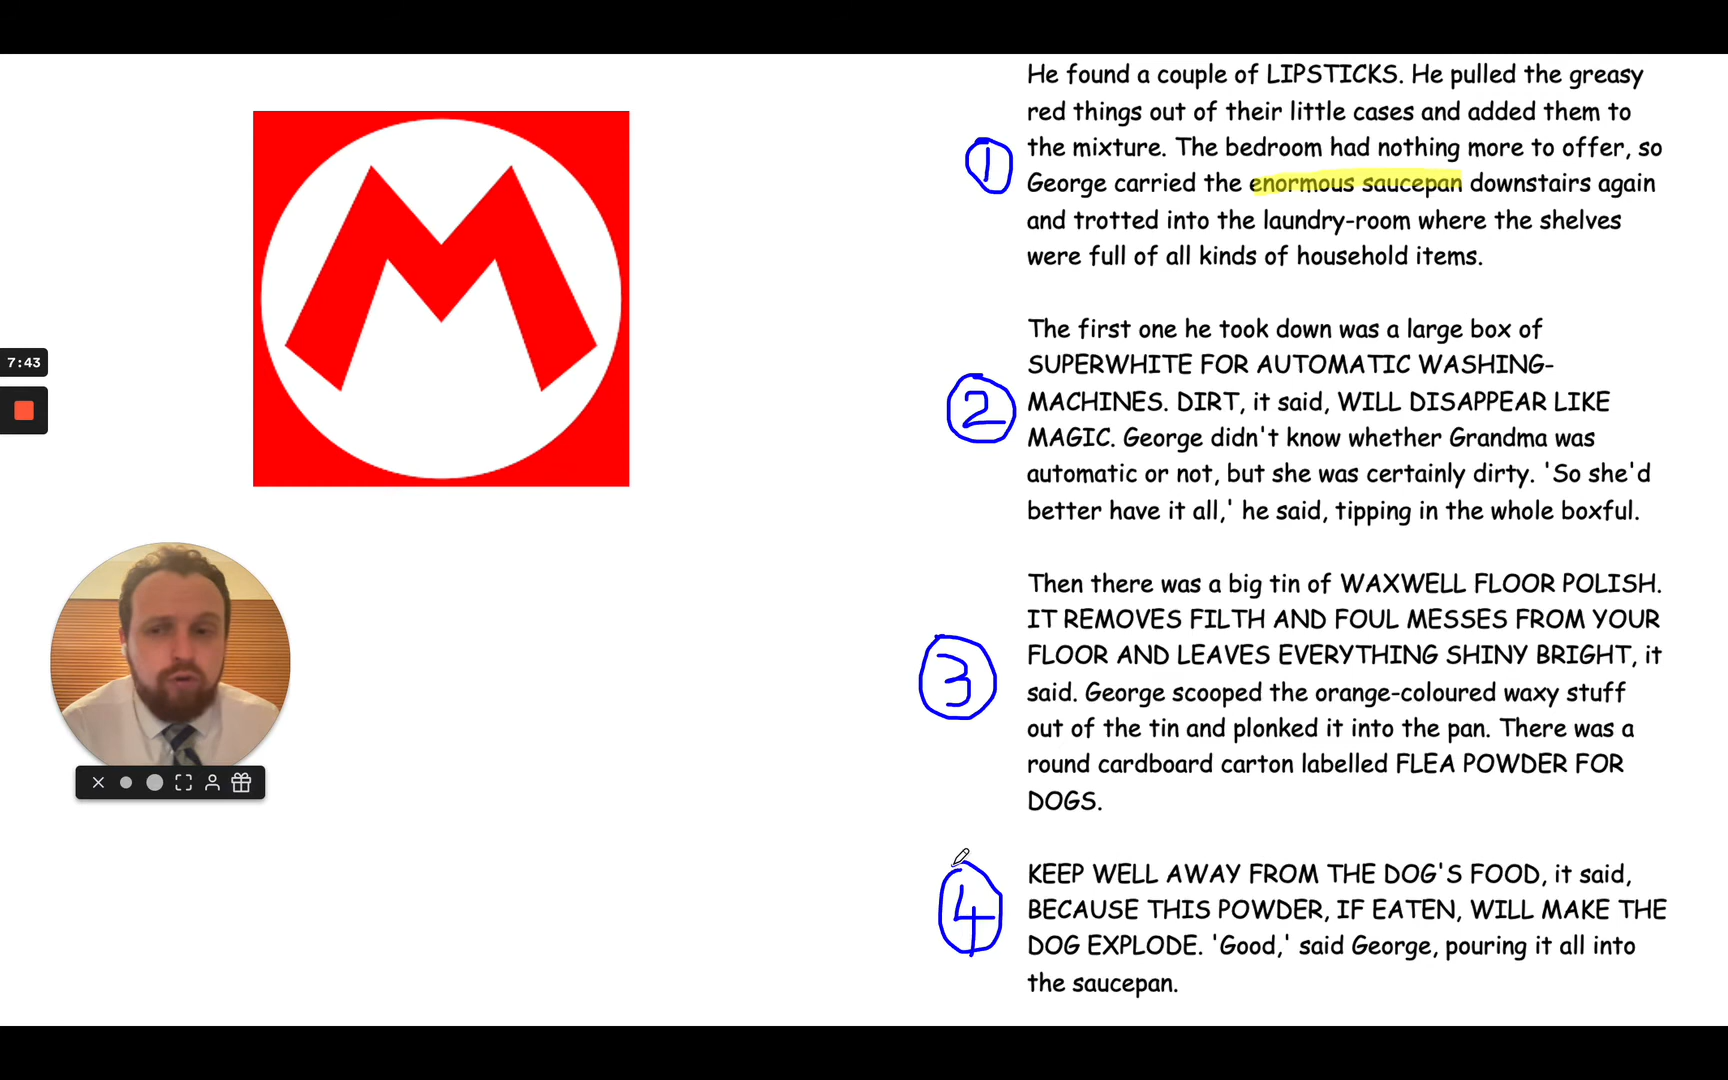 He found a couple of LIPSTICKS. He pulled the greasy
red things out of their little cases and added them to
the mixture. The bedroom had nothing more to offer, so
George carried the enormous saucepan downstairs again
and trotted into the laundry-room where the shelves
were full of all kinds of household items.
1
The first one he took down was a large box of
SUPERWHITE FOR AUTOMATIC WASHING-
MACHINES. DIRT, it said, WILL DISAPPEAR LIKE
MAGIC. George didn't know whether Grandma was
automatic or not, but she was certainly dirty. 'So she'd
better have it all,' he said, tipping in the whole boxful.
2
Then there was a big tin of WAXWELL FLOOR POLISH.
IT REMOVES FILTH AND FOUL MESSES FROM YOUR
FLOOR AND LEAVES EVERYTHING SHINY BRIGHT, it
said. George scooped the orange-coloured waxy stuff
out of the tin and plonked it into the pan. There was a
round cardboard carton labelled FLEA POWDER FOR
DOGS.
3
KEEP WELL AWAY FROM THE DOG'S FOOD, it said,
BECAUSE THIS POWDER, IF EATEN, WILL MAKE THE
DOG EXPLODE. 'Good,' said George, pouring it all into
the saucepan.
4
M
7:43